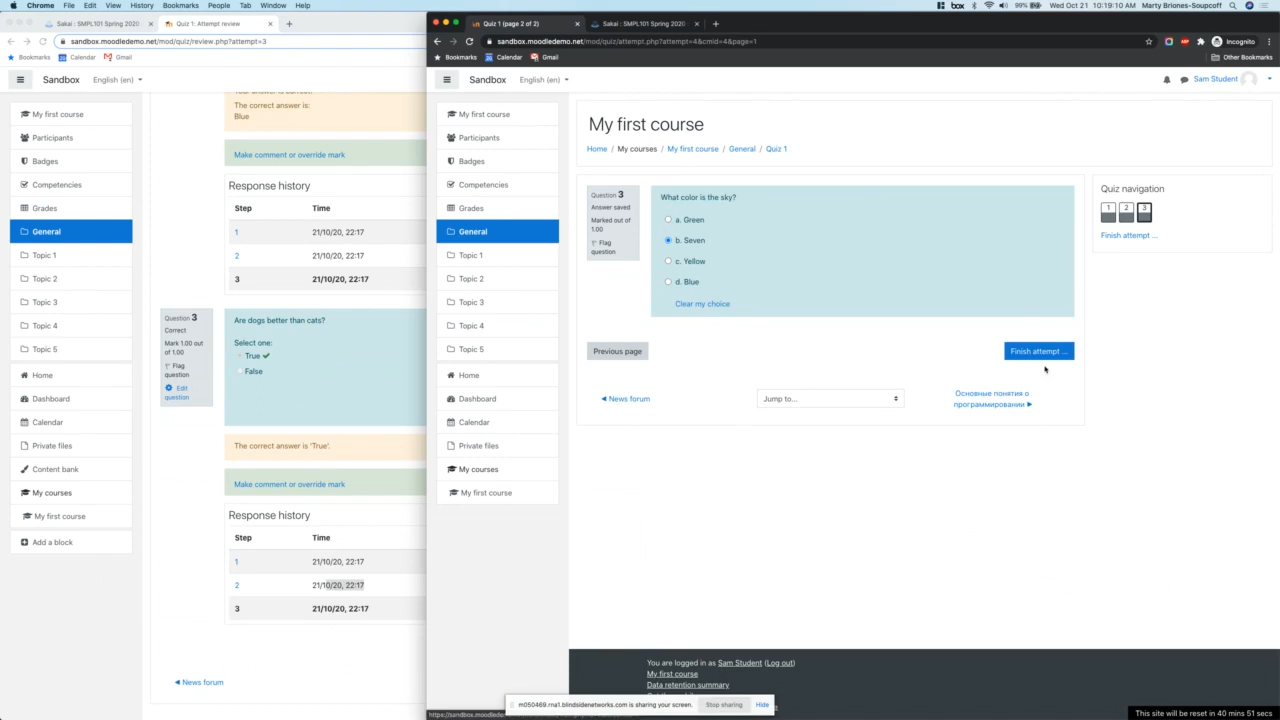 Chrome File Edit View History Bookmarks People Tab Window Help
box 99% Wed Oct 21 10:19:10 AM Marty Briones-Soupcoff
Sakai : SMPL101 Spring 2020
Quiz 1: Attempt review
sandbox.moodledemo.net/mod/quiz/review.php?attempt=3
Bookmarks Calendar Gmail
Sandbox English (en)
My first course
Participants
Badges
Competencies
Grades
General
Topic 1
Topic 2
Topic 3
Topic 4
Topic 5
Home
Dashboard
Calendar
Private files
Content bank
My courses
My first course
Add a block
The correct answer is:
Blue
Make comment or override mark
Response history
Step Time
1 21/10/20, 22:17
2 21/10/20, 22:17
3 21/10/20, 22:17
Question 3
Correct
Mark 1.00 out
of 1.00
Flag
question
Edit
question
Are dogs better than cats?
Select one:
True
False
The correct answer is 'True'.
Make comment or override mark
Response history
Step Time
1 21/10/20, 22:17
2 21/10/20, 22:17
3 21/10/20, 22:17
◀ News forum
Quiz 1 (page 2 of 2)
Sakai : SMPL101 Spring 2020
sandbox.moodledemo.net/mod/quiz/attempt.php?attempt=4&cmid=4&page=1
ABP Incognito
Bookmarks Calendar Gmail Other Bookmarks
Sandbox English (en) Sam Student
My first course
Participants
Badges
Competencies
Grades
General
Topic 1
Topic 2
Topic 3
Topic 4
Topic 5
Home
Dashboard
Calendar
Private files
My courses
My first course
My first course
Home / My courses / My first course / General / Quiz 1
Question 3
Answer saved
Marked out of
1.00
Flag
question
What color is the sky?
a. Green
b. Seven
c. Yellow
d. Blue
Clear my choice
Previous page
Finish attempt ...
◀ News forum
Jump to...
Основные понятия о
программировании ▶
Quiz navigation
1 2 3
Finish attempt ...
You are logged in as Sam Student (Log out)
My first course
Data retention summary
m050469.rna1.blindsidenetworks.com is sharing your screen. Stop sharing Hide
This site will be reset in 40 mins 51 secs